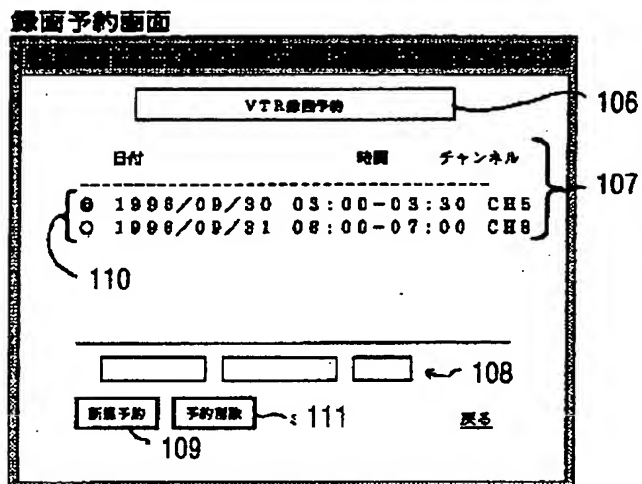 録画予約画面
VTR録画予約 106
日付 時間 チャンネル
107
1998/09/30 03:00-03:30 CH5
1998/09/31 06:00-07:00 CH8
110
108
新規予約 予約削除 111 戻る
109